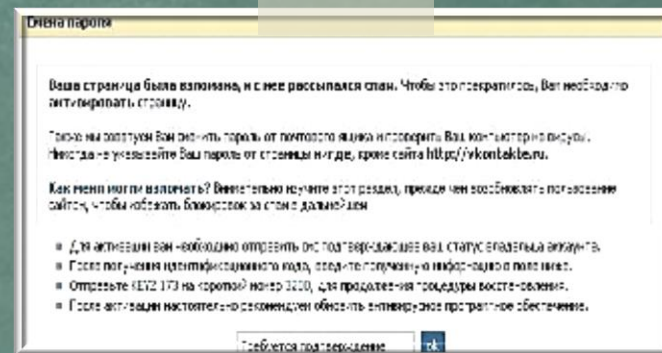 Смена пароля
Ваша страница была взломана, и с нее рассылался спам. Чтобы это прекратилось, Вам необходимо
активировать страницу.
Также мы советуем Вам сменить пароль от почтового ящика и проверить Ваш компьютер на вирусы.
Никогда не указывайте Ваш пароль от страницы нигде, кроме сайта http://vkontakte.ru.
Как меня могли взломать? Внимательно изучите этот раздел, прежде чем возобновлять пользование
сайтом, чтобы избежать блокировок за спам в дальнейшем
Для активации вам необходимо отправить смс подтверждающее ваш статус владельца аккаунта.
После получения идентификационного кода, введите полученную информацию в поле ниже.
Отправьте 173 на короткий номер для продолжения процедуры восстановления.
После активации настоятельно рекомендуем обновить антивирусное программное обеспечение.
Требуется подтверждение ok